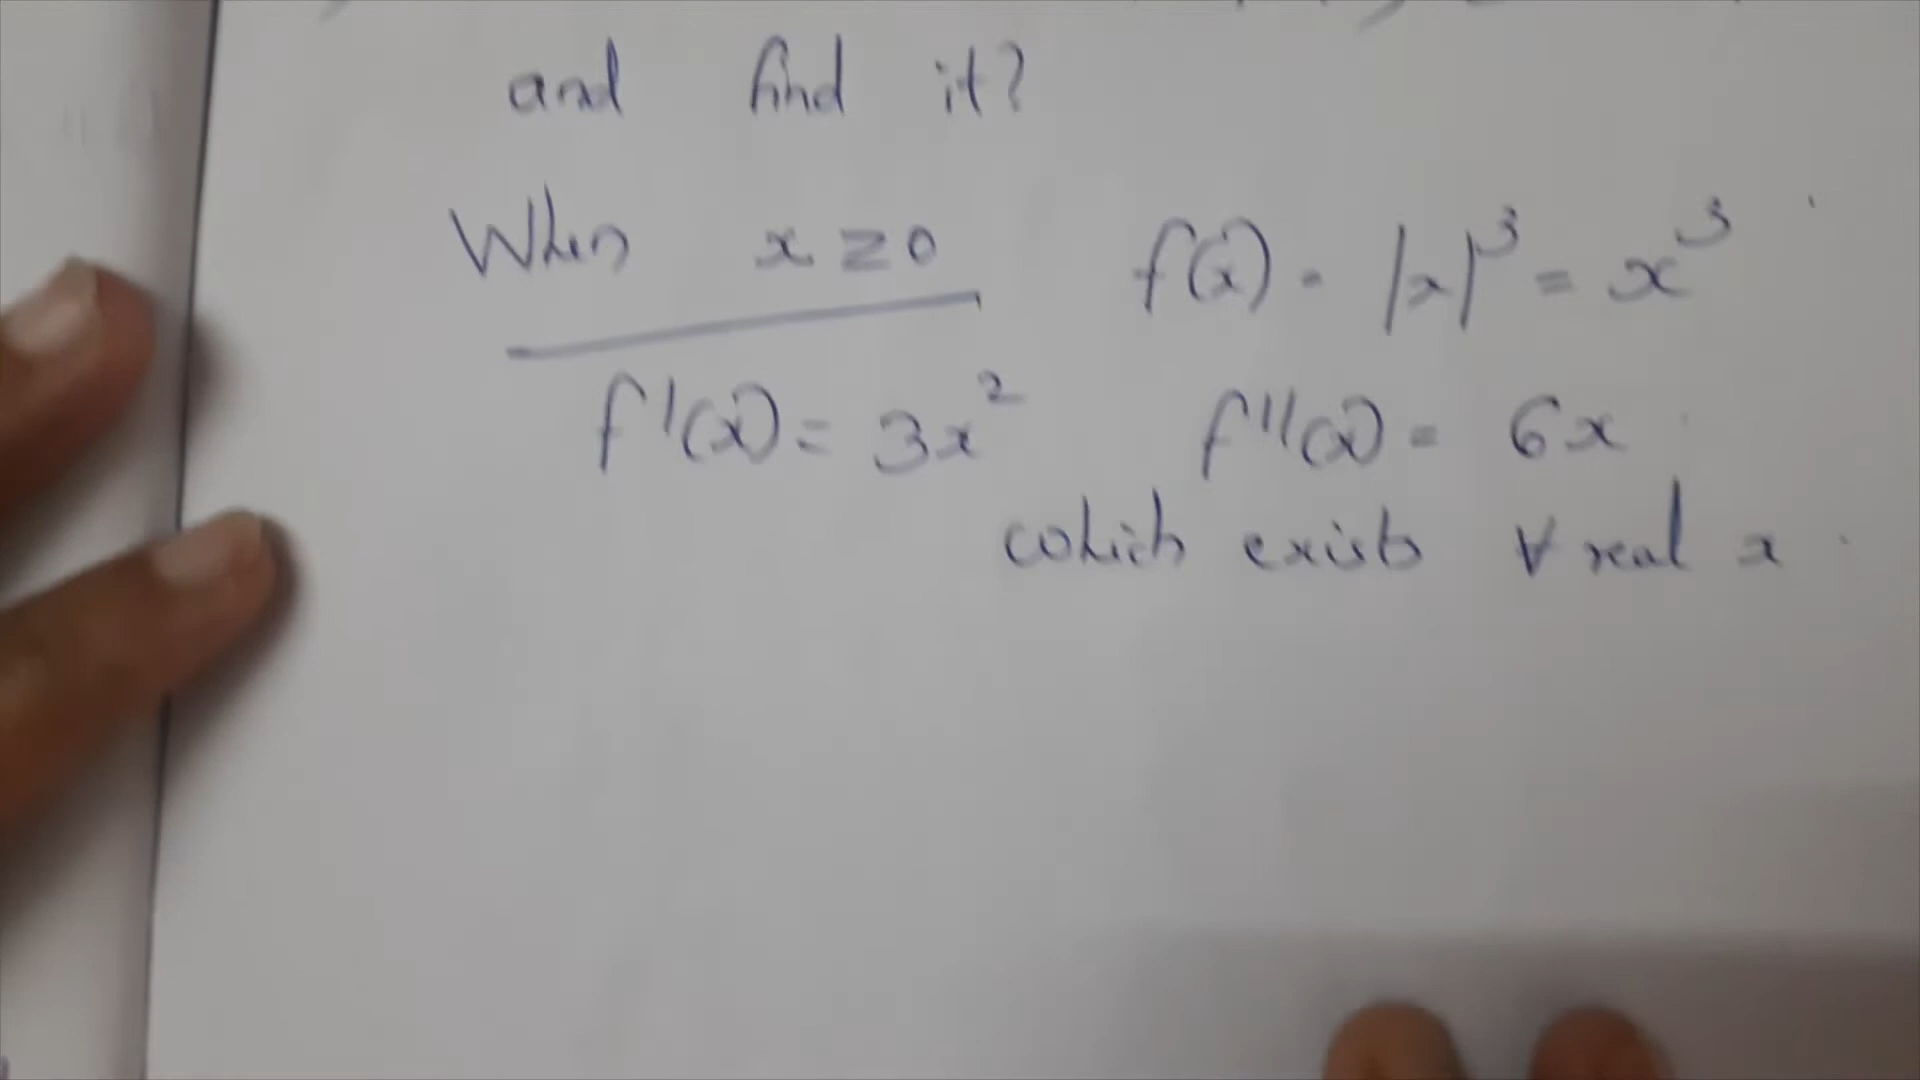 and find it?
When x ≥ 0 f(x) = |x|³ = x³
f'(x) = 3x² f''(x) = 6x
which exists ∀ real x.